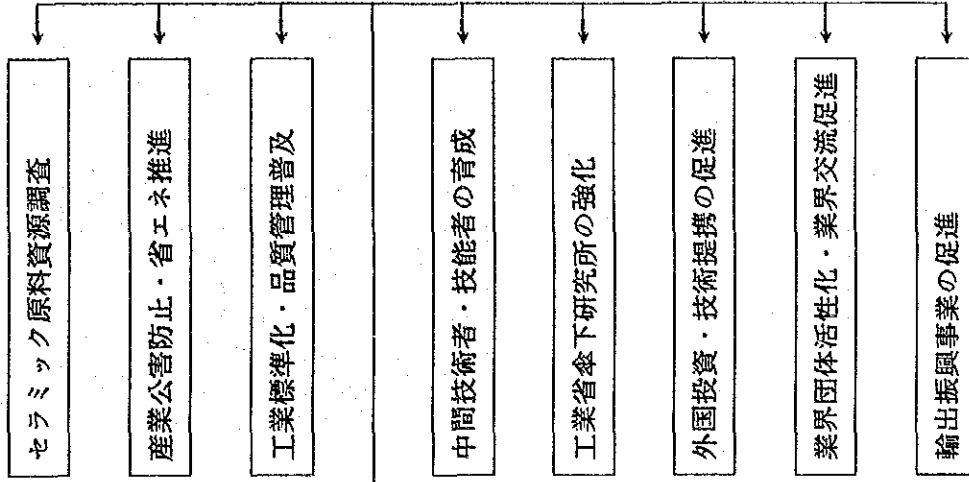 セラミック原料資源調査
産業公害防止・省エネ推進
工業標準化・品質管理普及
中間技術者・技能者の育成
工業省傘下研究所の強化
外国投資・技術提携の促進
業界団体活性化・業界交流促進
輸出振興事業の促進